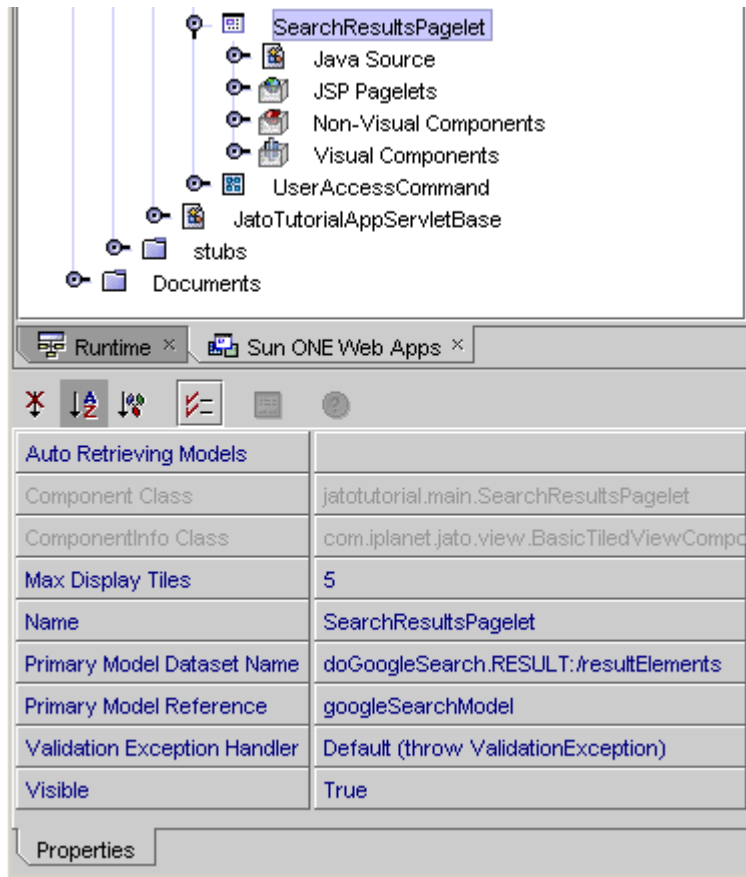 SearchResultsPagelet
Java Source
JSP Pagelets
Non-Visual Components
Visual Components
UserAccessCommand
JatoTutorialAppServletBase
stubs
Documents
Runtime × Sun ONE Web Apps ×
Auto Retrieving Models
Component Class jatotutorial.main.SearchResultsPagelet
ComponentInfo Class com.iplanet.jato.view.BasicTiledViewCompo
Max Display Tiles 5
Name SearchResultsPagelet
Primary Model Dataset Name doGoogleSearch.RESULT:/resultElements
Primary Model Reference googleSearchModel
Validation Exception Handler Default (throw ValidationException)
Visible True
Properties